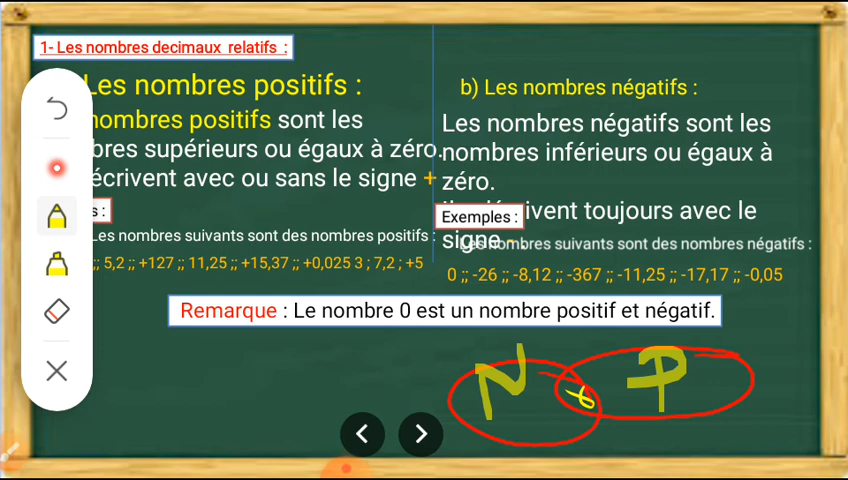 1- Les nombres decimaux relatifs :
Les nombres positifs :
nombres positifs sont les
bres supérieurs ou égaux à zéro.
écrivent avec ou sans le signe +
s :
Les nombres suivants sont des nombres positifs :
;; 5,2 ;; +127 ;; 11,25 ;; +15,37 ;; +0,025 3 ; 7,2 ; +5
b) Les nombres négatifs :
Les nombres négatifs sont les
nombres inférieurs ou égaux à
zéro.
ivent toujours avec le
signe - .
Exemples :
Les nombres suivants sont des nombres négatifs :
0 ;; -26 ;; -8,12 ;; -367 ;; -11,25 ;; -17,17 ;; -0,05
Remarque : Le nombre 0 est un nombre positif et négatif.
N P